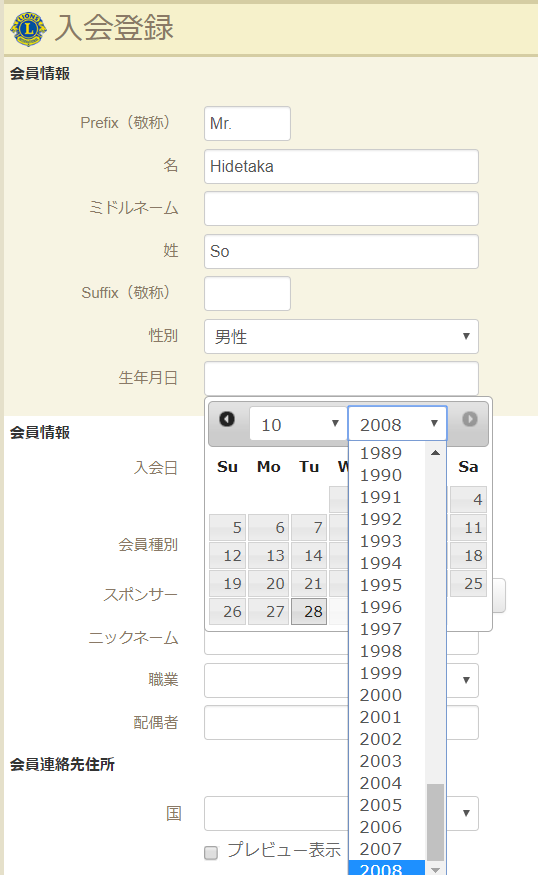 入会登録
会員情報
Prefix（敬称） Mr.
名 Hidetaka
ミドルネーム
姓 So
Suffix（敬称）
性別 男性
生年月日
10 2008
会員情報
入会日
会員種別
スポンサー
ニックネーム
職業
配偶者
会員連絡先住所
国
プレビュー表示
Su Mo Tu W Sa
4
5 6 7 11
12 13 14 18
19 20 21 25
26 27 28
1989
1990
1991
1992
1993
1994
1995
1996
1997
1998
1999
2000
2001
2002
2003
2004
2005
2006
2007
2008